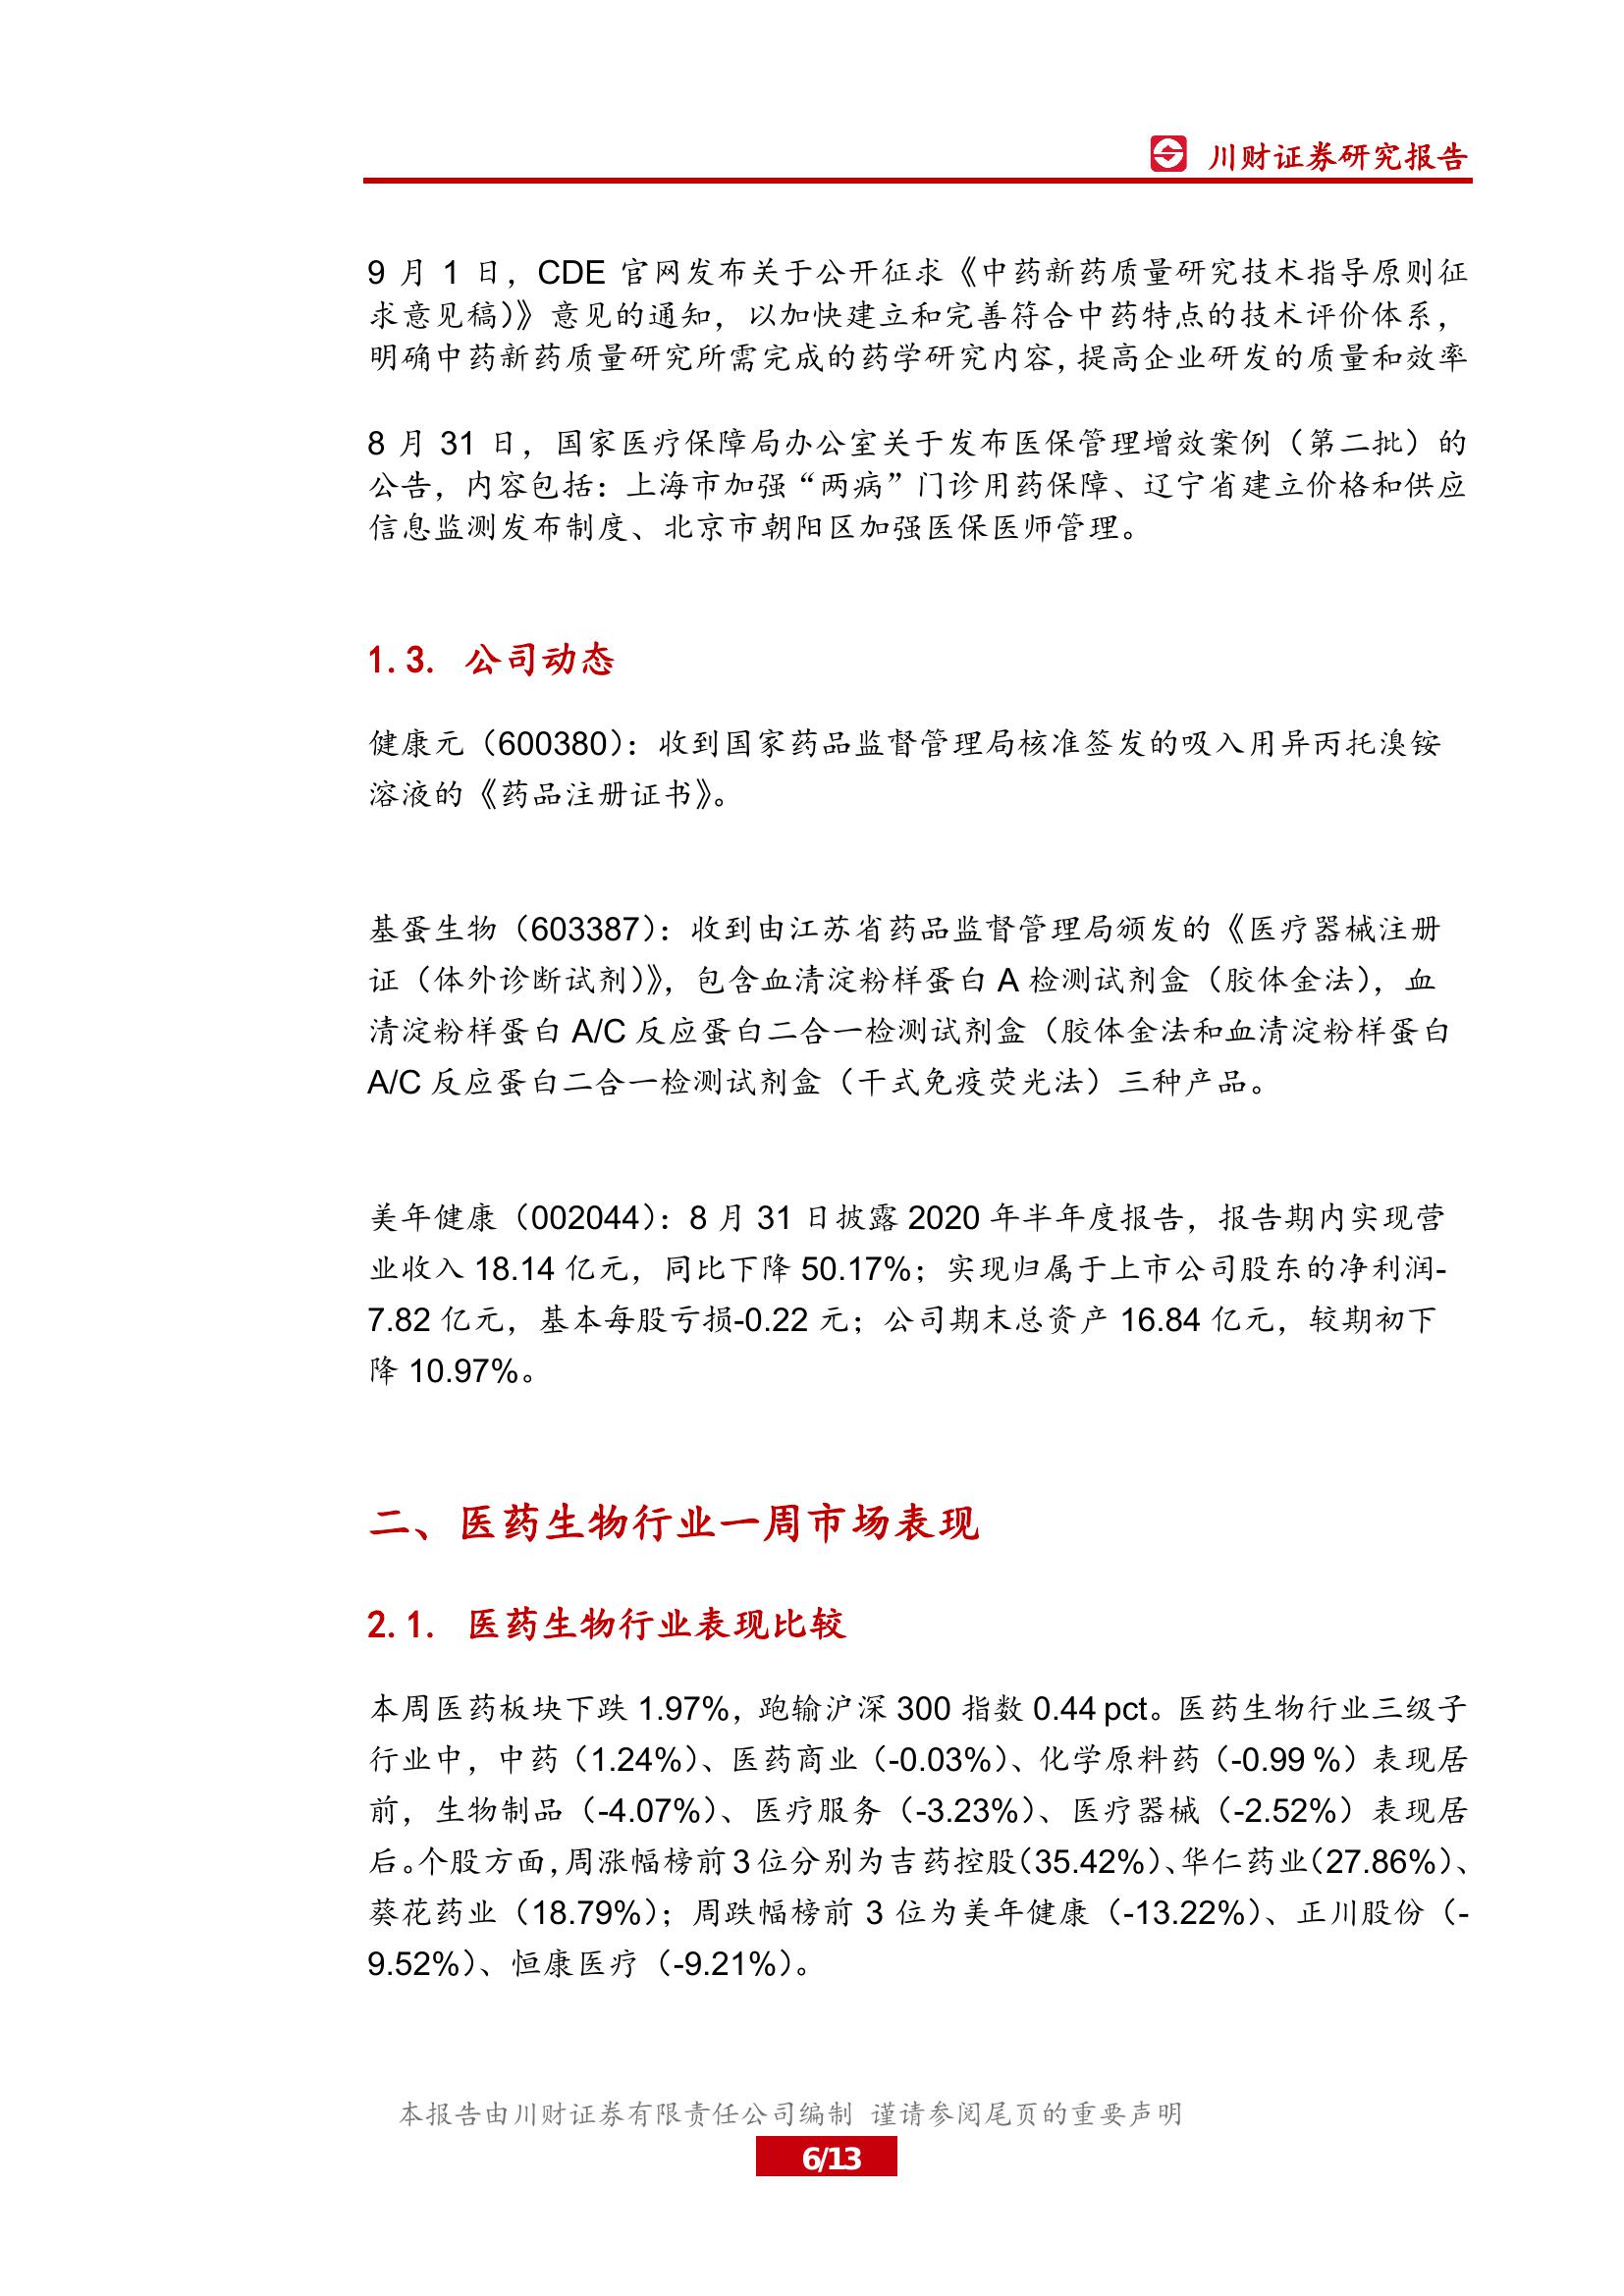 川财证券研究报告
9 月 1 日，CDE 官网发布关于公开征求《中药新药质量研究技术指导原则征
求意见稿)》意见的通知，以加快建立和完善符合中药特点的技术评价体系，
明确中药新药质量研究所需完成的药学研究内容，提高企业研发的质量和效率
8 月 31 日，国家医疗保障局办公室关于发布医保管理增效案例（第二批）的
公告，内容包括：上海市加强“两病”门诊用药保障、辽宁省建立价格和供应
信息监测发布制度、北京市朝阳区加强医保医师管理。
1.3. 公司动态
健康元（600380）：收到国家药品监督管理局核准签发的吸入用异丙托溴铵
溶液的《药品注册证书》。
基蛋生物（603387）：收到由江苏省药品监督管理局颁发的《医疗器械注册
证（体外诊断试剂）》，包含血清淀粉样蛋白 A 检测试剂盒（胶体金法），血
清淀粉样蛋白 A/C 反应蛋白二合一检测试剂盒（胶体金法和血清淀粉样蛋白
A/C 反应蛋白二合一检测试剂盒（干式免疫荧光法）三种产品。
美年健康（002044）：8 月 31 日披露 2020 年半年度报告，报告期内实现营
业收入 18.14 亿元，同比下降 50.17%；实现归属于上市公司股东的净利润-
7.82 亿元，基本每股亏损-0.22 元；公司期末总资产 16.84 亿元，较期初下
降 10.97%。
二、医药生物行业一周市场表现
2.1. 医药生物行业表现比较
本周医药板块下跌 1.97%，跑输沪深 300 指数 0.44 pct。医药生物行业三级子
行业中，中药（1.24%）、医药商业（-0.03%）、化学原料药（-0.99 %）表现居
前，生物制品（-4.07%）、医疗服务（-3.23%）、医疗器械（-2.52%）表现居
后。个股方面，周涨幅榜前 3 位分别为吉药控股（35.42%）、华仁药业（27.86%）、
葵花药业（18.79%）；周跌幅榜前 3 位为美年健康（-13.22%）、正川股份（-
9.52%）、恒康医疗（-9.21%）。
本报告由川财证券有限责任公司编制 谨请参阅尾页的重要声明
6/13